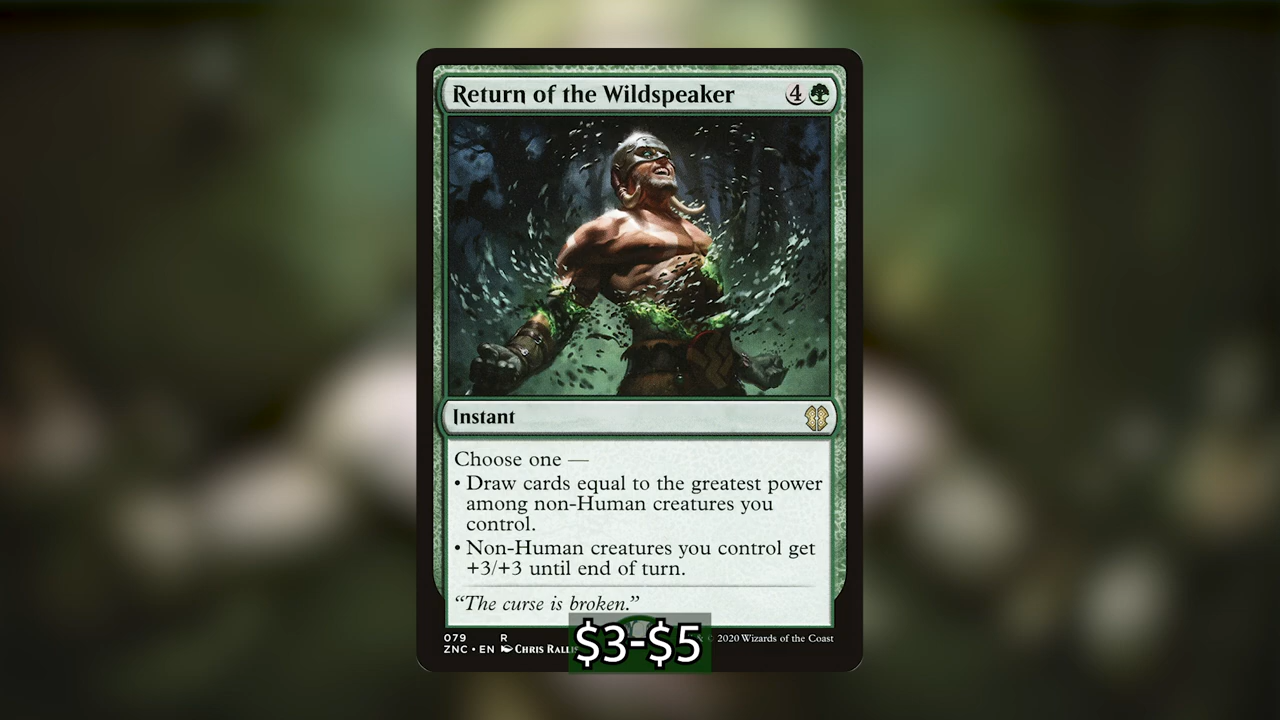 Return of the Wildspeaker 4
Instant
Choose one —
• Draw cards equal to the greatest power
among non-Human creatures you
control.
• Non-Human creatures you control get
+3/+3 until end of turn.
“The curse is broken.”
079 R
ZNC • EN CHRIS RALLIS
© 2020 Wizards of the Coast
$3-$5